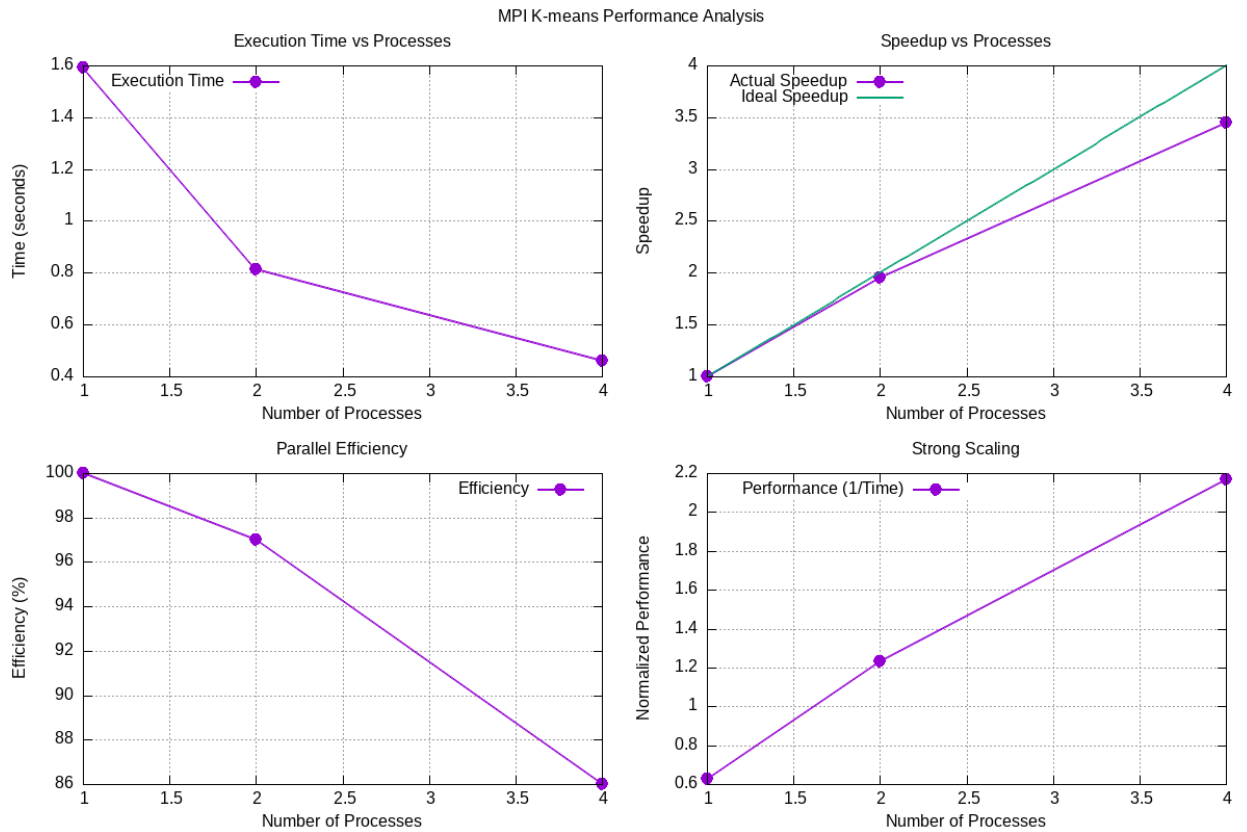 MPI K-means Performance Analysis
Execution Time vs Processes
Execution Time
Time (seconds)
1.6
1.4
1.2
1
0.8
0.6
0.4
1 1.5 2 2.5 3 3.5 4
Number of Processes
Speedup vs Processes
Actual Speedup
Ideal Speedup
Speedup
4
3.5
3
2.5
2
1.5
1
1 1.5 2 2.5 3 3.5 4
Number of Processes
Parallel Efficiency
Efficiency
Efficiency (%)
100
98
96
94
92
90
88
86
1 1.5 2 2.5 3 3.5 4
Number of Processes
Strong Scaling
Performance (1/Time)
Normalized Performance
2.2
2
1.8
1.6
1.4
1.2
1
0.8
0.6
1 1.5 2 2.5 3 3.5 4
Number of Processes